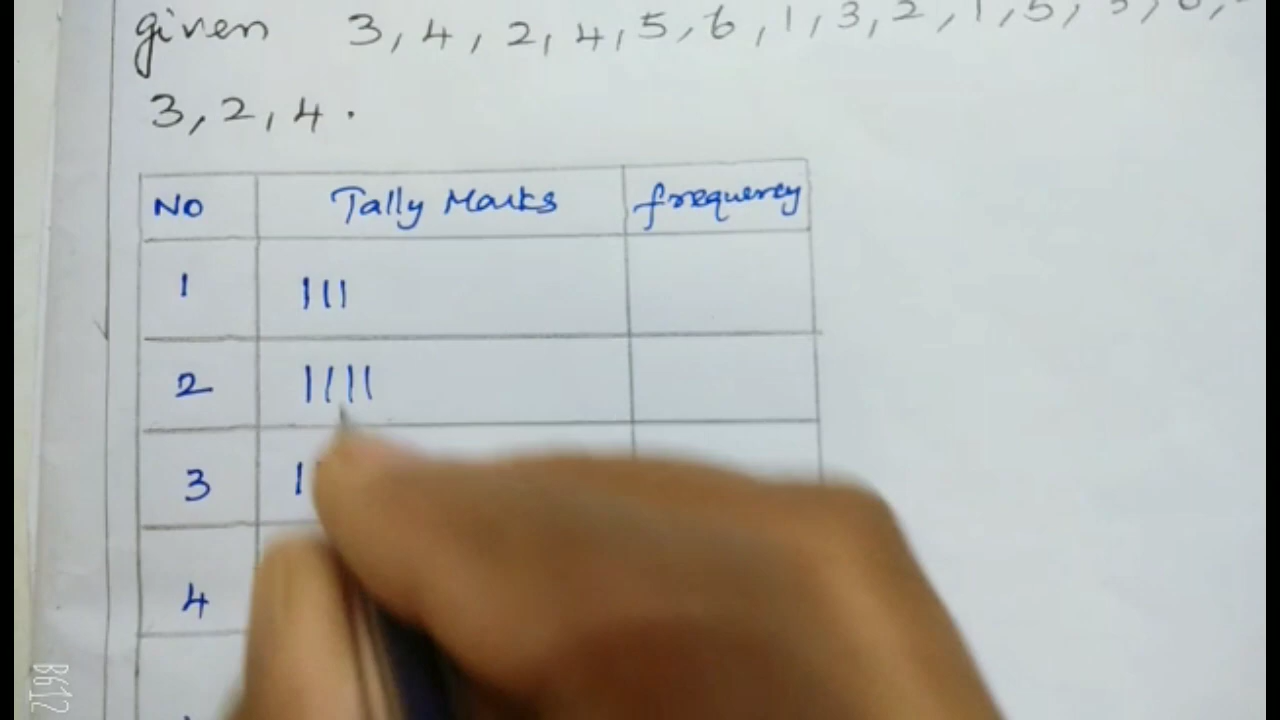 given 3, 4, 2, 4, 5, 6, 1, 3, 2, 1, 5,
3, 2, 4.
No Tally Marks frequency
1 |||
2 ||||
3 |
4
B612